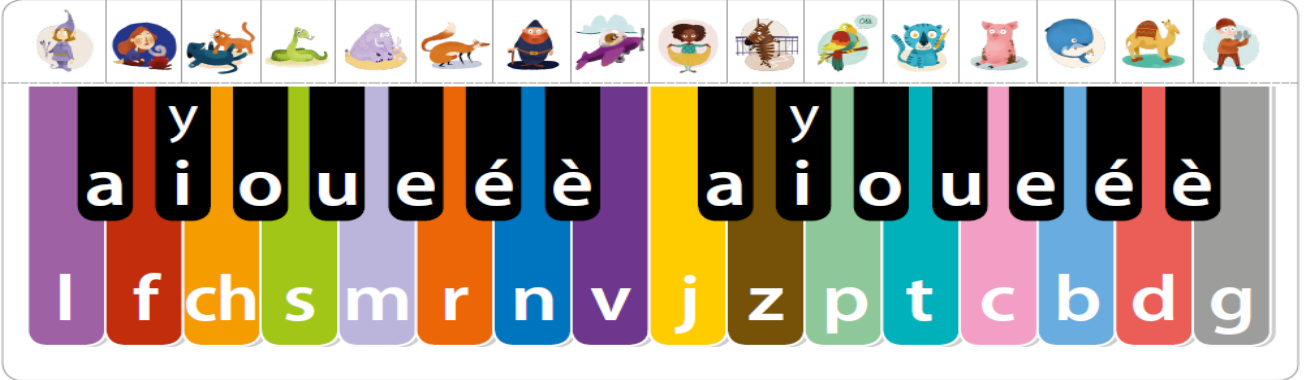 y y
a i o u e é è a i o u e é è
l f ch s m r n v j z p t c b d g